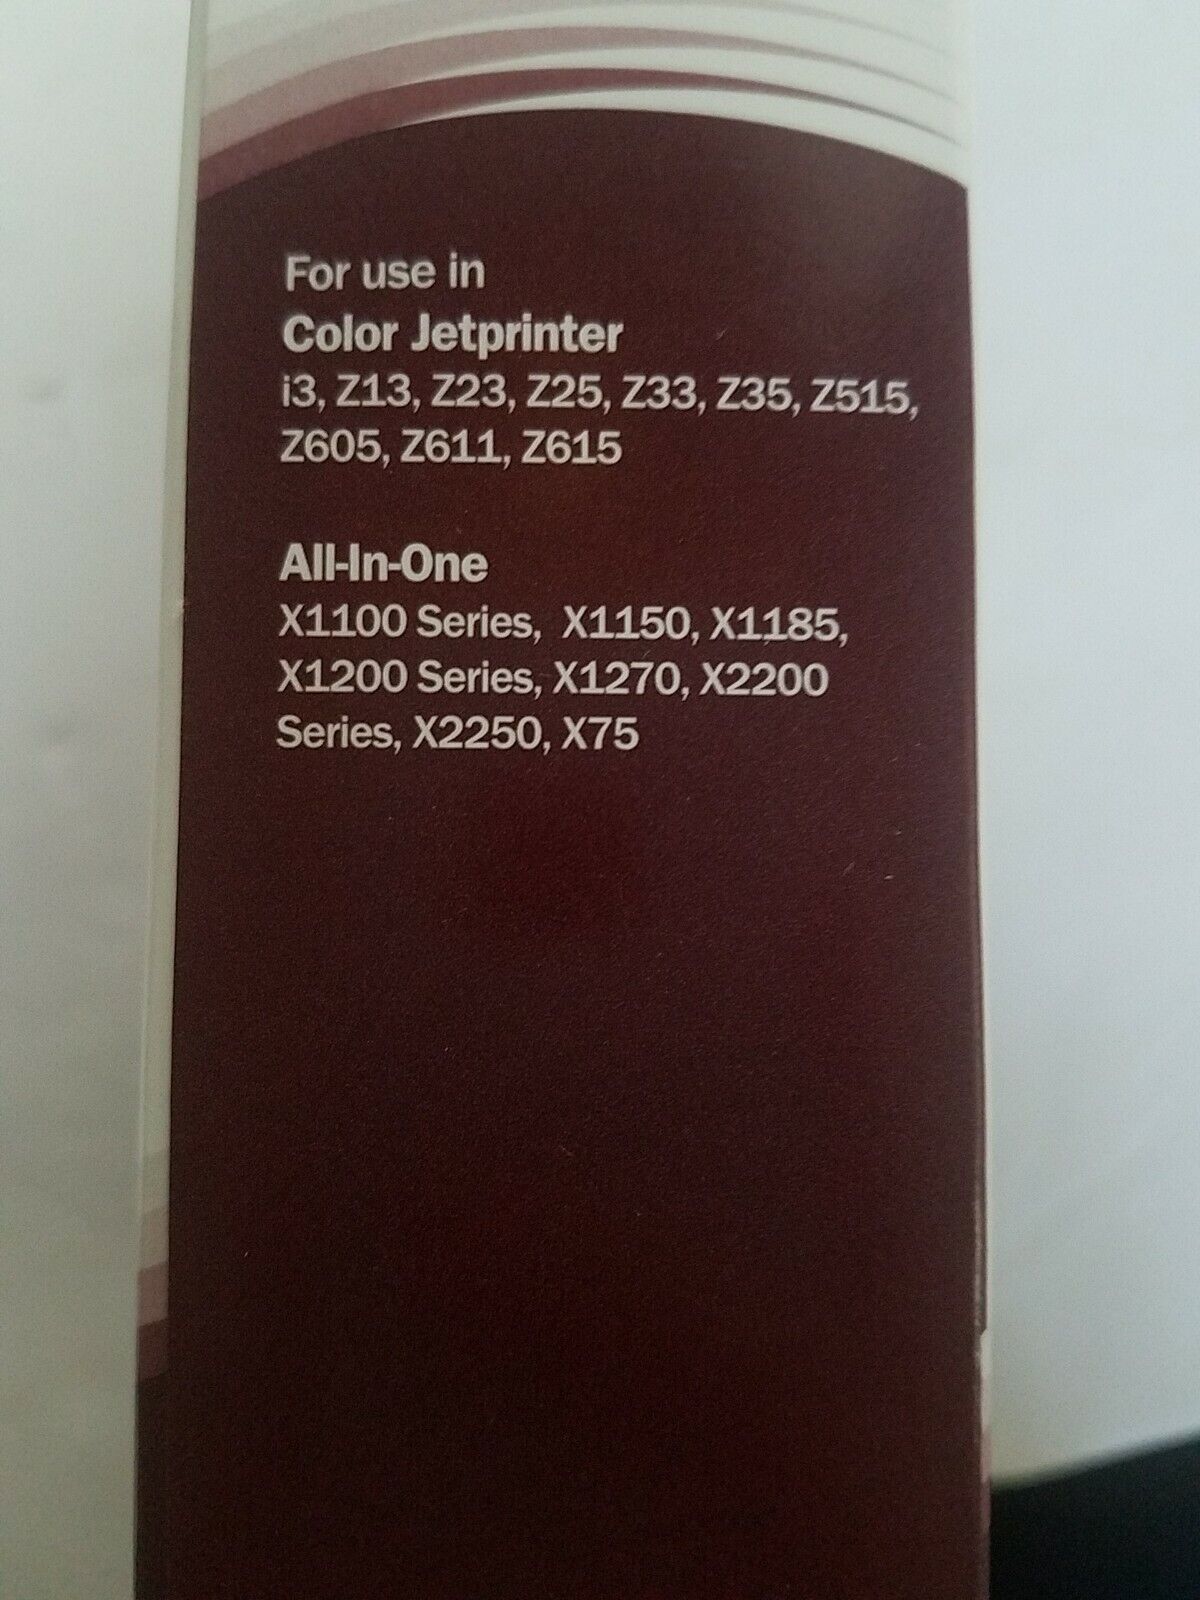 For use in
Color Jetprinter
i3, Z13, Z23, Z25, Z33, Z35, Z515,
Z605, Z611, Z615
All-In-One
X1100 Series, X1150, X1185,
X1200 Series, X1270, X2200
Series, X2250, X75